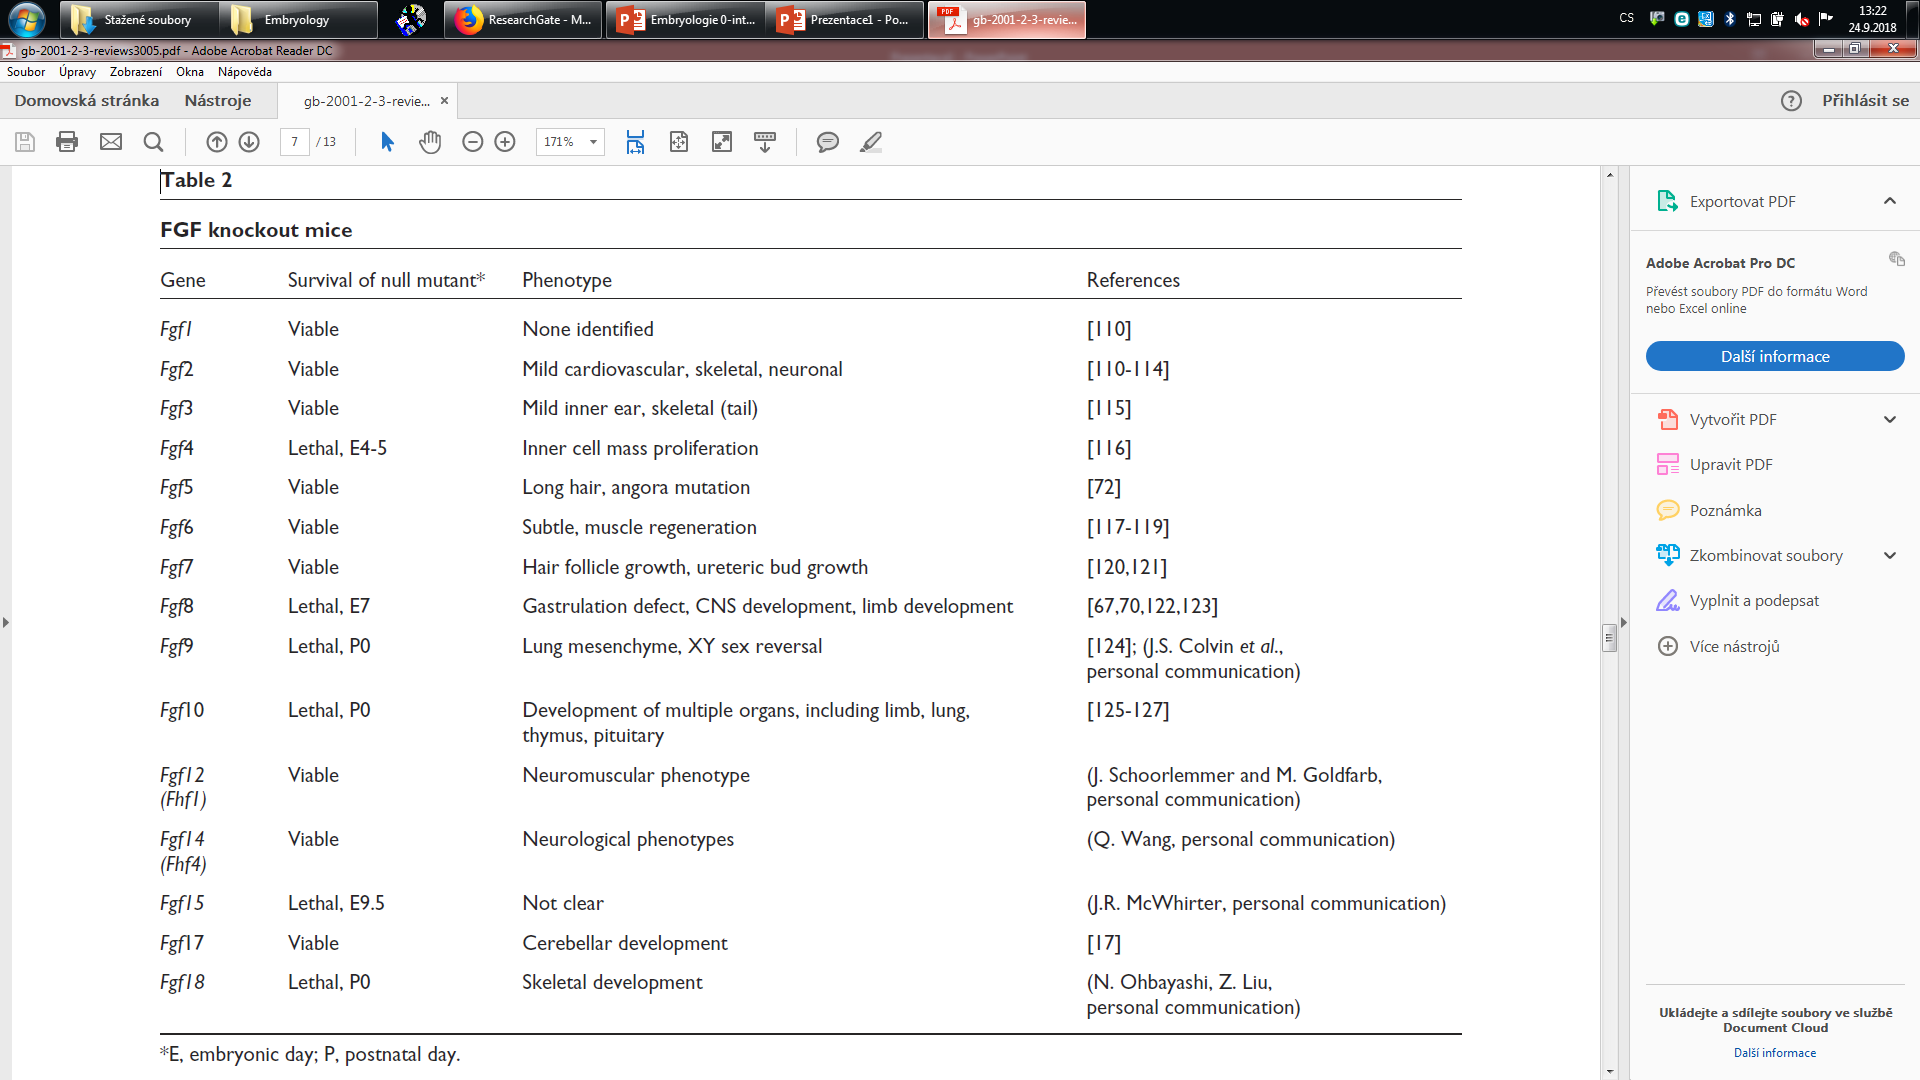 Stažené soubory
Embryology
ResearchGate - M...
Embryologie 0-int...
Prezentace1 - Po...
gb-2001-2-3-revie...
CS
13:22
24.9.2018
gb-2001-2-3-reviews3005.pdf - Adobe Acrobat Reader DC
Soubor Úpravy Zobrazení Okna Nápověda
Domovská stránka Nástroje gb-2001-2-3-revie... × Přihlásit se
7 / 13 171%
Table 2
FGF knockout mice
Gene Survival of null mutant* Phenotype References
Fgf1 Viable None identified [110]
Fgf2 Viable Mild cardiovascular, skeletal, neuronal [110-114]
Fgf3 Viable Mild inner ear, skeletal (tail) [115]
Fgf4 Lethal, E4-5 Inner cell mass proliferation [116]
Fgf5 Viable Long hair, angora mutation [72]
Fgf6 Viable Subtle, muscle regeneration [117-119]
Fgf7 Viable Hair follicle growth, ureteric bud growth [120,121]
Fgf8 Lethal, E7 Gastrulation defect, CNS development, limb development [67,70,122,123]
Fgf9 Lethal, P0 Lung mesenchyme, XY sex reversal [124]; (J.S. Colvin et al.,
personal communication)
Fgf10 Lethal, P0 Development of multiple organs, including limb, lung, [125-127]
thymus, pituitary
Fgf12 Viable Neuromuscular phenotype (J. Schoorlemmer and M. Goldfarb,
(Fhf1) personal communication)
Fgf14 Viable Neurological phenotypes (Q. Wang, personal communication)
(Fhf4)
Fgf15 Lethal, E9.5 Not clear (J.R. McWhirter, personal communication)
Fgf17 Viable Cerebellar development [17]
Fgf18 Lethal, P0 Skeletal development (N. Ohbayashi, Z. Liu,
personal communication)
*E, embryonic day; P, postnatal day.
Exportovat PDF
Adobe Acrobat Pro DC
Převést soubory PDF do formátu Word
nebo Excel online
Další informace
Vytvořit PDF
Upravit PDF
Poznámka
Zkombinovat soubory
Vyplnit a podepsat
Více nástrojů
Ukládejte a sdílejte soubory ve službě
Document Cloud
Další informace